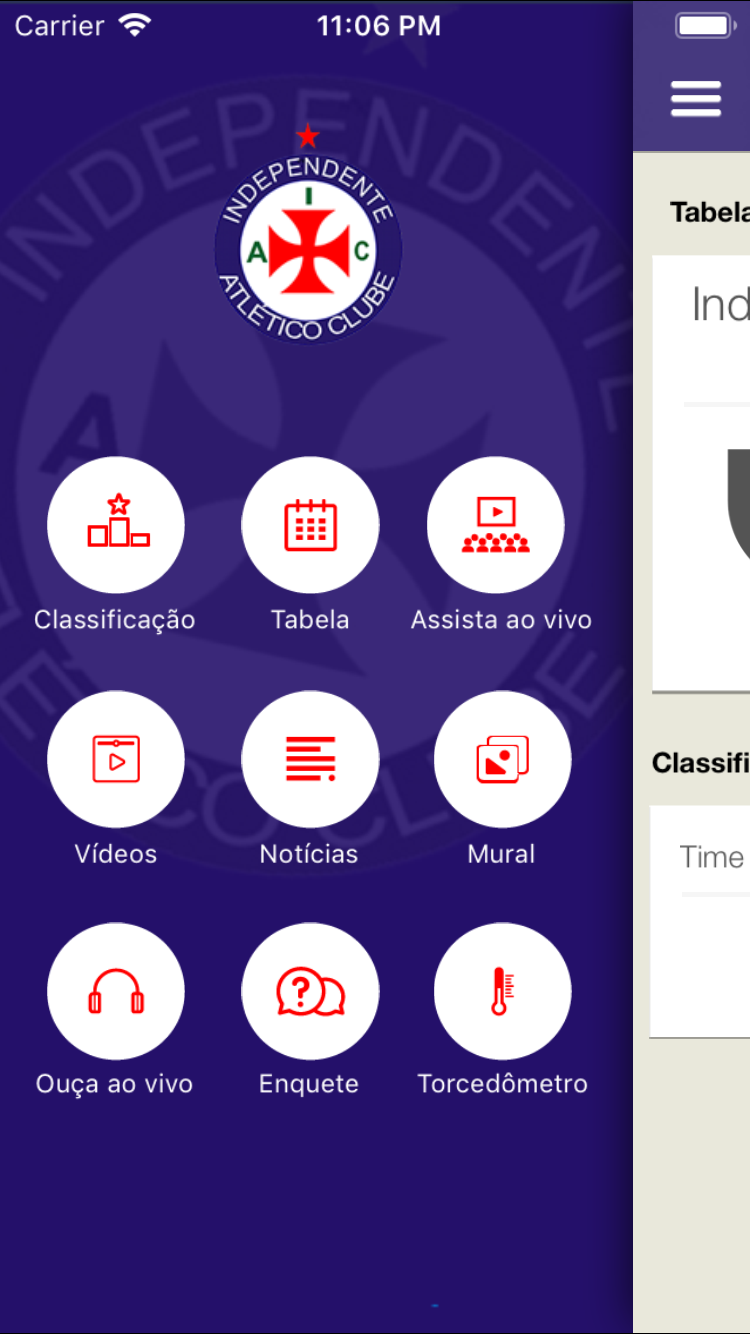 Carrier
11:06 PM
INDEPENDENTE
I
A C
ATLÉTICO CLUBE
Classificação
Tabela
Assista ao vivo
Vídeos
Notícias
Mural
Ouça ao vivo
Enquete
Torcedômetro
Tabela
Ind
Classifi
Time